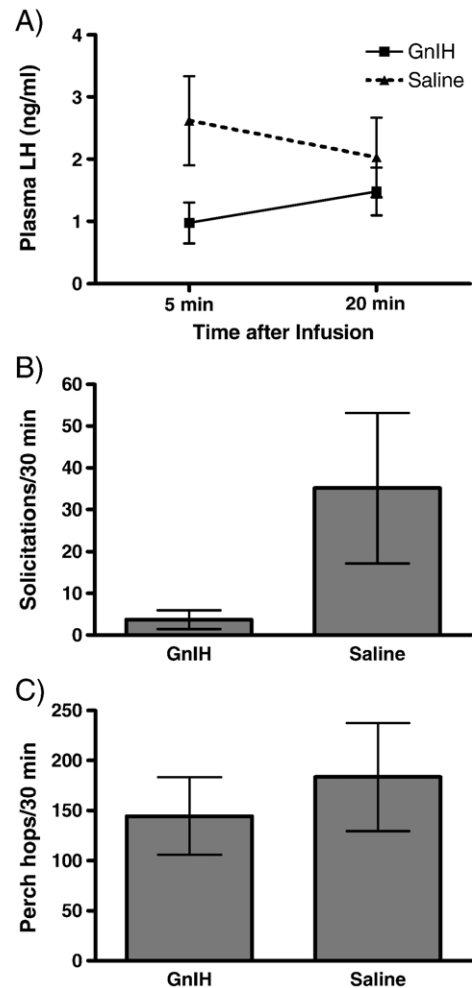 A)
GnIH
Saline
Plasma LH (ng/ml)
4
3
2
1
0
5 min
20 min
Time after Infusion
B)
Solicitations/30 min
60
50
40
30
20
10
0
GnIH
Saline
C)
Perch hops/30 min
250
200
150
100
50
0
GnIH
Saline